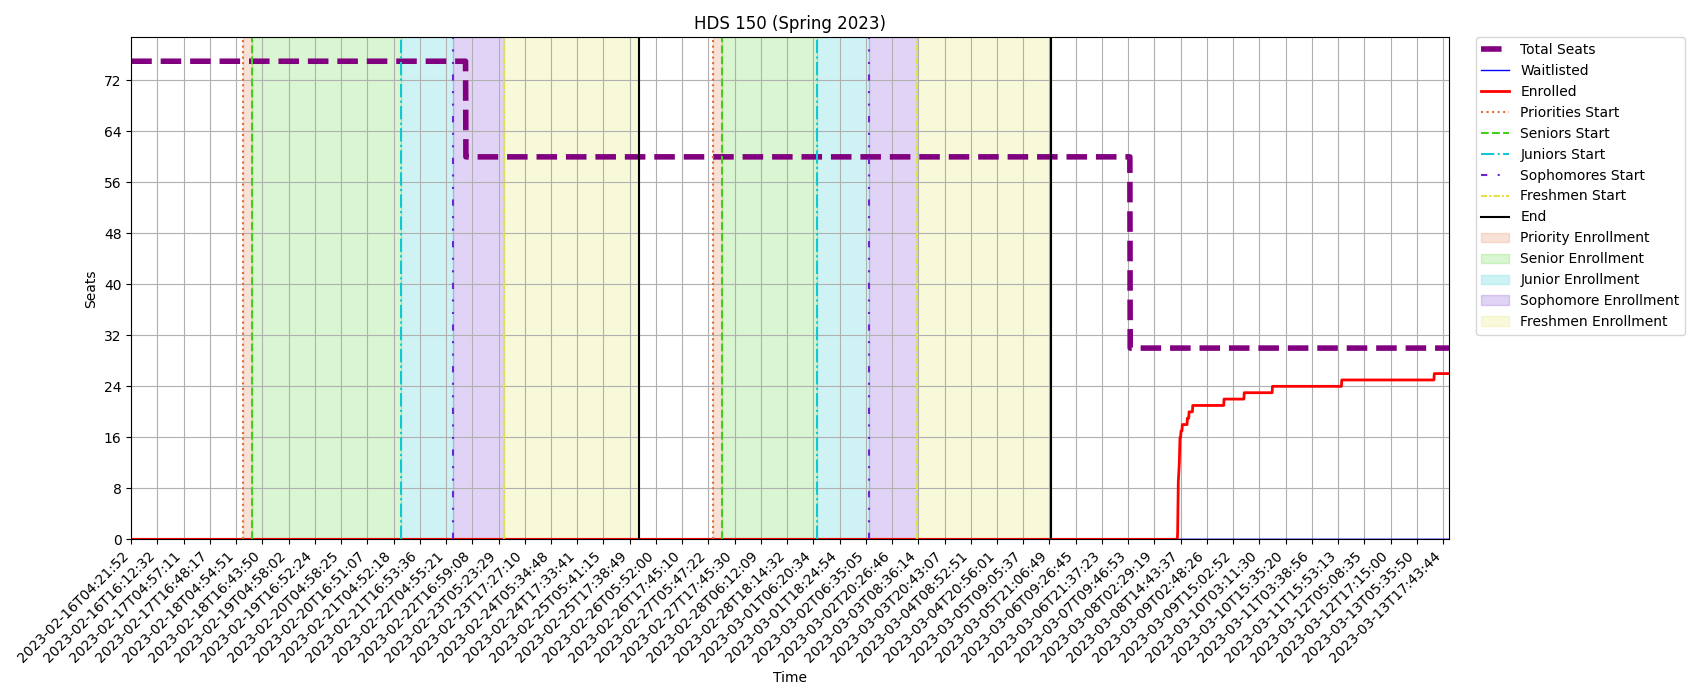 HDS 150 (Spring 2023)
Total Seats
Waitlisted
Enrolled
Priorities Start
Seniors Start
Juniors Start
Sophomores Start
Freshmen Start
End
Priority Enrollment
Senior Enrollment
Junior Enrollment
Sophomore Enrollment
Freshmen Enrollment
Seats
72
64
56
48
40
32
24
16
8
0
2023-02-16T04:21:52
2023-02-16T16:12:32
2023-02-17T04:57:11
2023-02-17T16:48:17
2023-02-18T04:54:51
2023-02-18T16:43:50
2023-02-19T04:58:02
2023-02-19T16:52:24
2023-02-20T04:58:25
2023-02-20T16:51:07
2023-02-21T04:52:18
2023-02-21T16:53:36
2023-02-22T04:55:21
2023-02-22T16:59:08
2023-02-23T05:23:29
2023-02-23T17:27:10
2023-02-24T05:34:48
2023-02-24T17:33:41
2023-02-25T05:41:15
2023-02-25T17:38:49
2023-02-26T05:52:00
2023-02-26T17:45:10
2023-02-27T05:47:22
2023-02-27T17:45:30
2023-02-28T06:12:09
2023-02-28T18:14:32
2023-03-01T06:20:34
2023-03-01T18:24:54
2023-03-02T06:35:05
2023-03-02T20:26:46
2023-03-03T08:36:14
2023-03-03T20:43:07
2023-03-04T08:52:51
2023-03-04T20:56:01
2023-03-05T09:05:37
2023-03-05T21:06:49
2023-03-06T09:26:45
2023-03-06T21:37:23
2023-03-07T09:46:53
2023-03-08T02:29:19
2023-03-08T14:43:37
2023-03-09T02:48:26
2023-03-09T15:02:52
2023-03-10T03:11:30
2023-03-10T15:35:20
2023-03-11T03:38:56
2023-03-11T15:53:13
2023-03-12T05:08:35
2023-03-12T17:15:00
2023-03-13T05:35:50
2023-03-13T17:43:44
Time